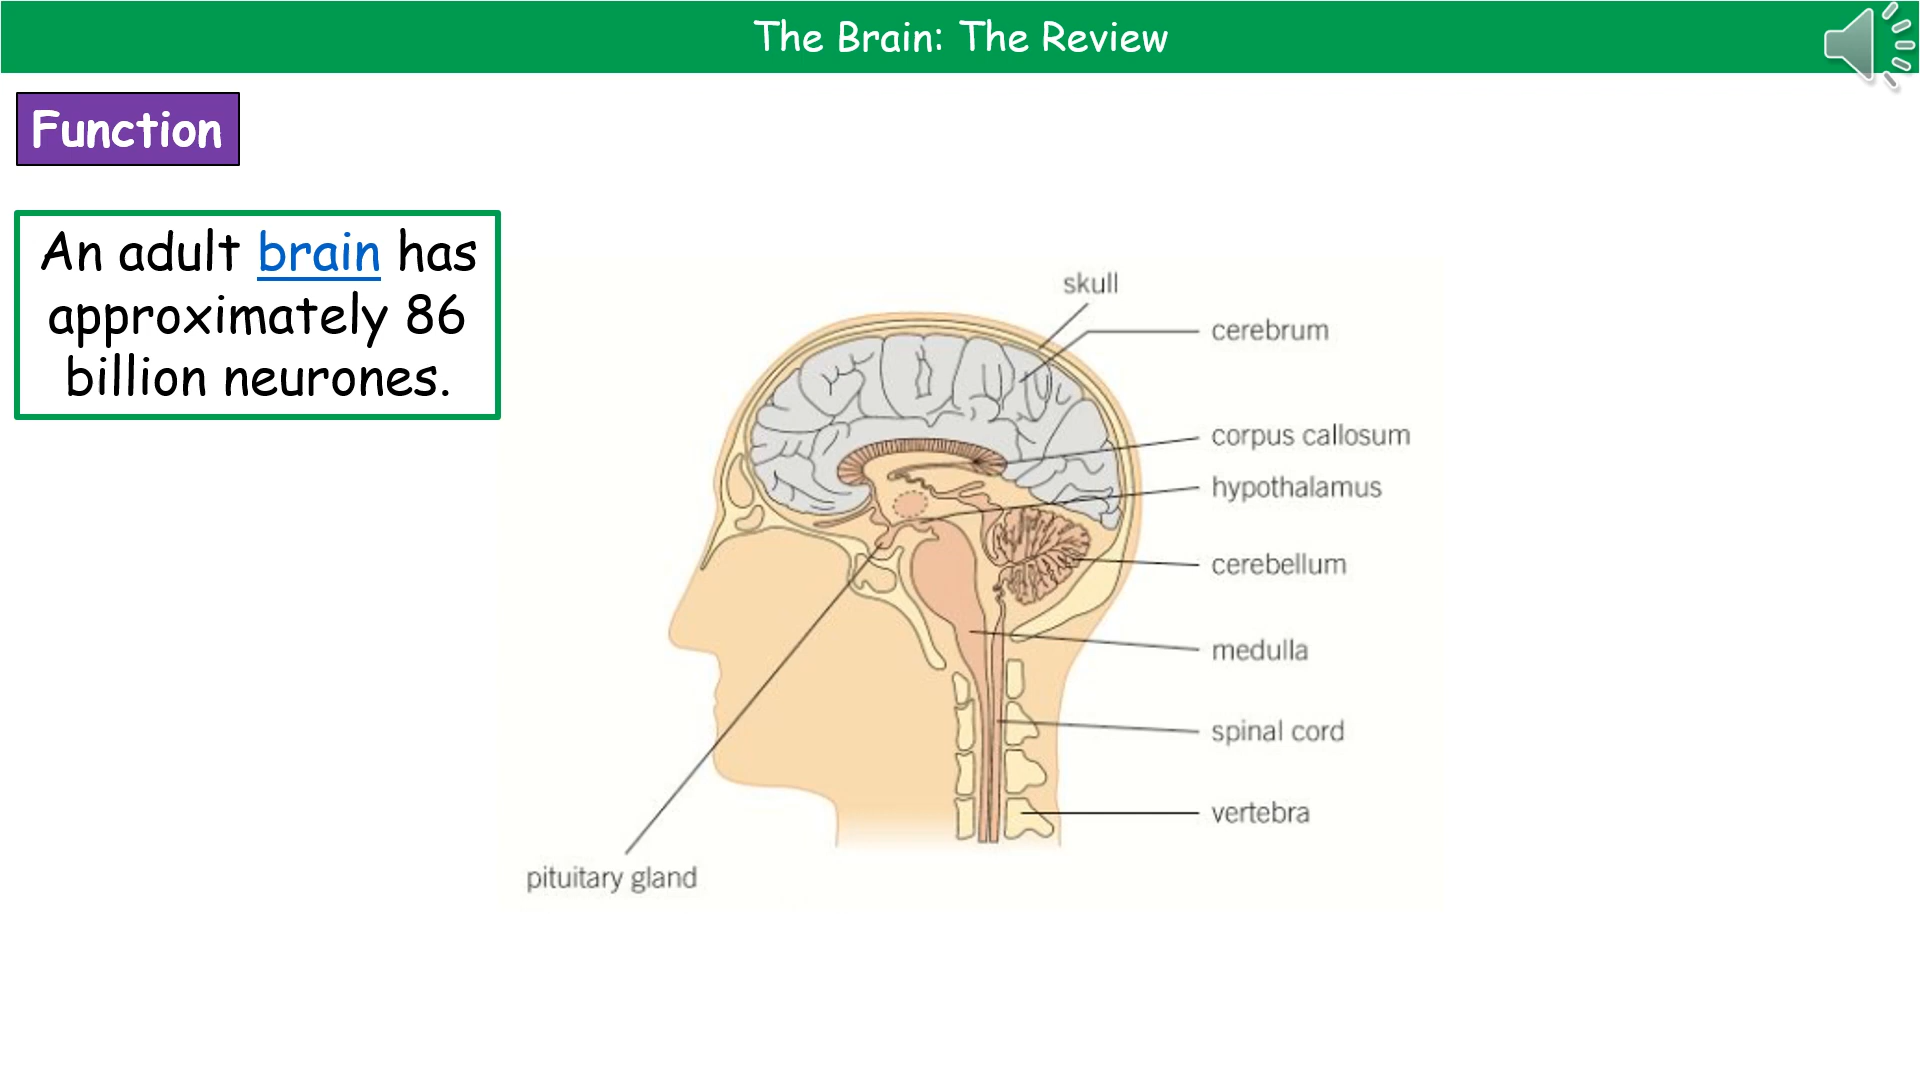 The Brain: The Review
Function
An adult brain has
approximately 86
billion neurones.
skull
cerebrum
corpus callosum
hypothalamus
cerebellum
medulla
spinal cord
vertebra
pituitary gland